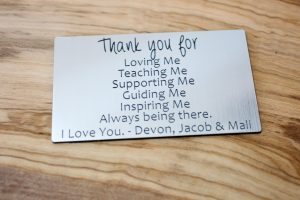 Thank you for
Loving Me
Teaching Me
Supporting Me
Guiding Me
Inspiring Me
Always being there.
I Love You. - Devon, Jacob & Mali